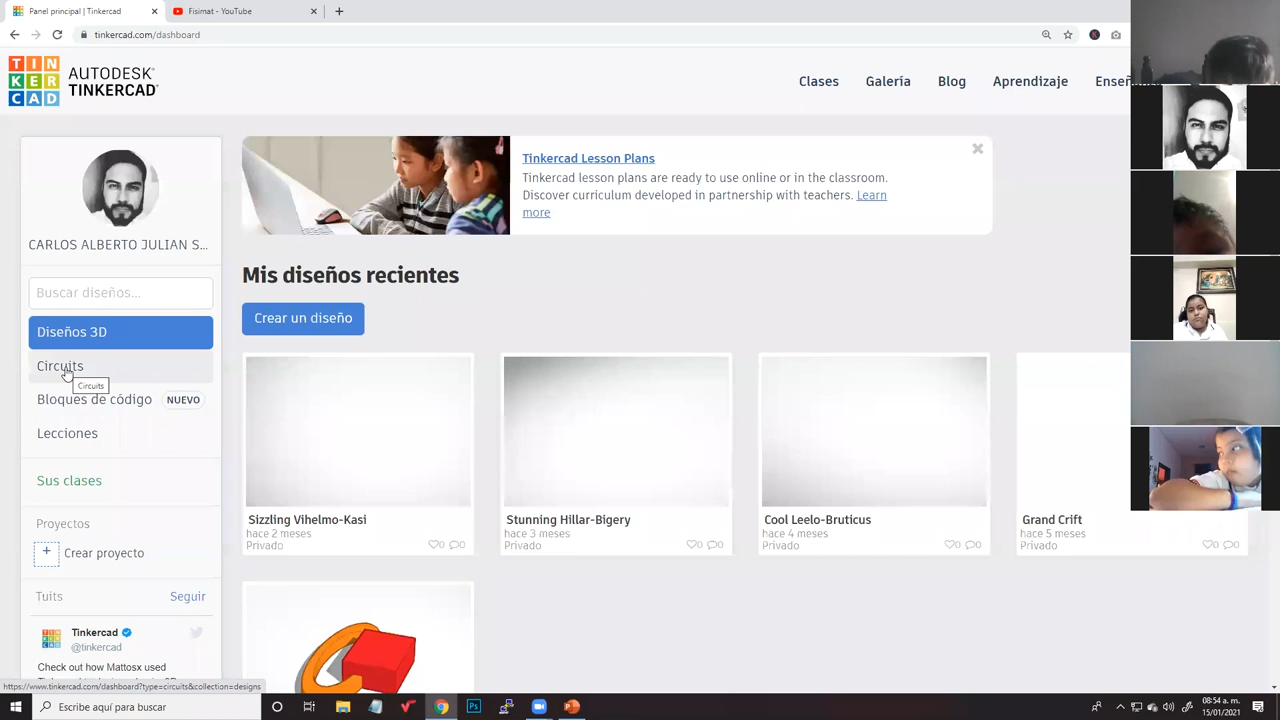 Panel principal | Tinkercad
Fisimat - YouTube
tinkercad.com/dashboard
TIN
KER
CAD
AUTODESK
TINKERCAD
Clases
Galería
Blog
Aprendizaje
CARLOS ALBERTO JULIAN S...
Buscar diseños...
Diseños 3D
Circuits
Circuits
Bloques de código
NUEVO
Lecciones
Sus clases
Proyectos
+ Crear proyecto
Tuits
Seguir
Tinkercad
@tinkercad
Check out how Mattosx used
Tinkercad Lesson Plans
Tinkercad lesson plans are ready to use online or in the classroom.
Discover curriculum developed in partnership with teachers. Learn
more
Mis diseños recientes
Crear un diseño
Sizzling Vihelmo-Kasi
hace 2 meses
Privado
0 0
Stunning Hillar-Bigery
hace 3 meses
Privado
0 0
Cool Leelo-Bruticus
hace 4 meses
Privado
0 0
Grand Crift
hace 5 meses
Privado
0 0
https://www.tinkercad.com/dashboard?type=circuits&collection=designs
Escribe aquí para buscar
Ps
08:54 a. m.
15/01/2021